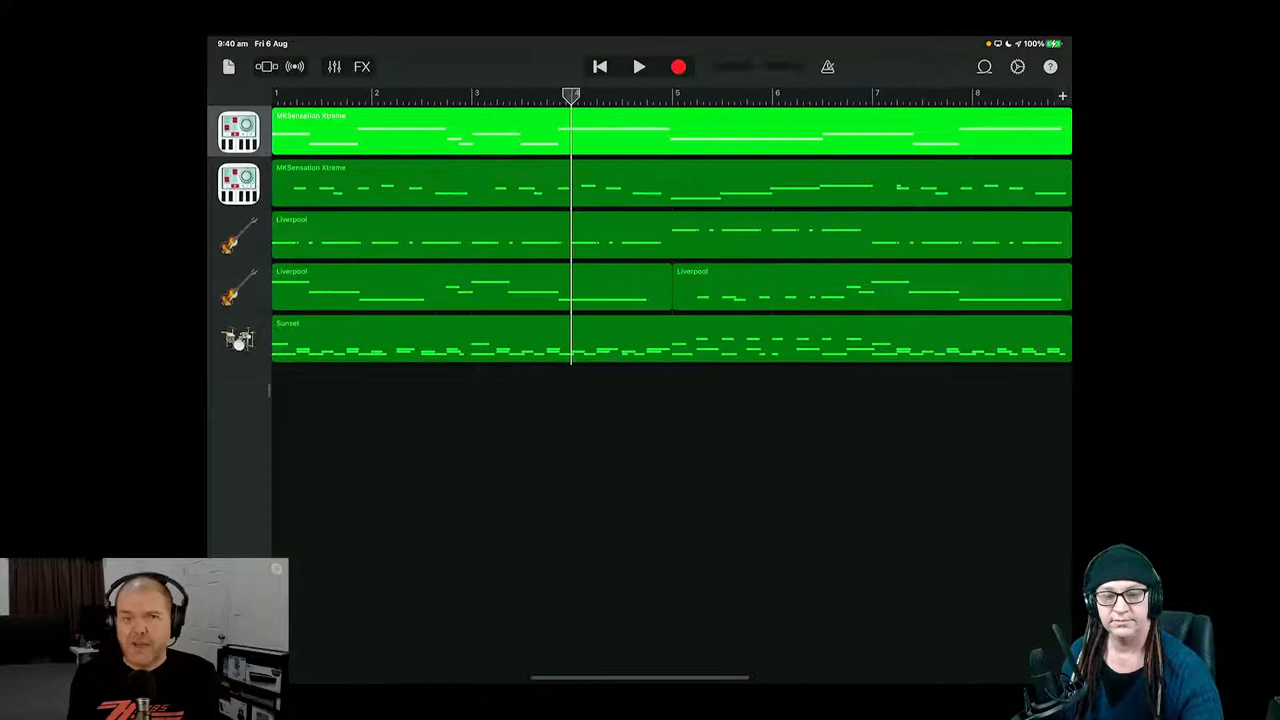 9:40 am Fri 6 Aug
100%
FX
1 2 3 4 5 6 7 8
MKSensation Xtreme
MKSensation Xtreme
Liverpool
Liverpool Liverpool
Sunset